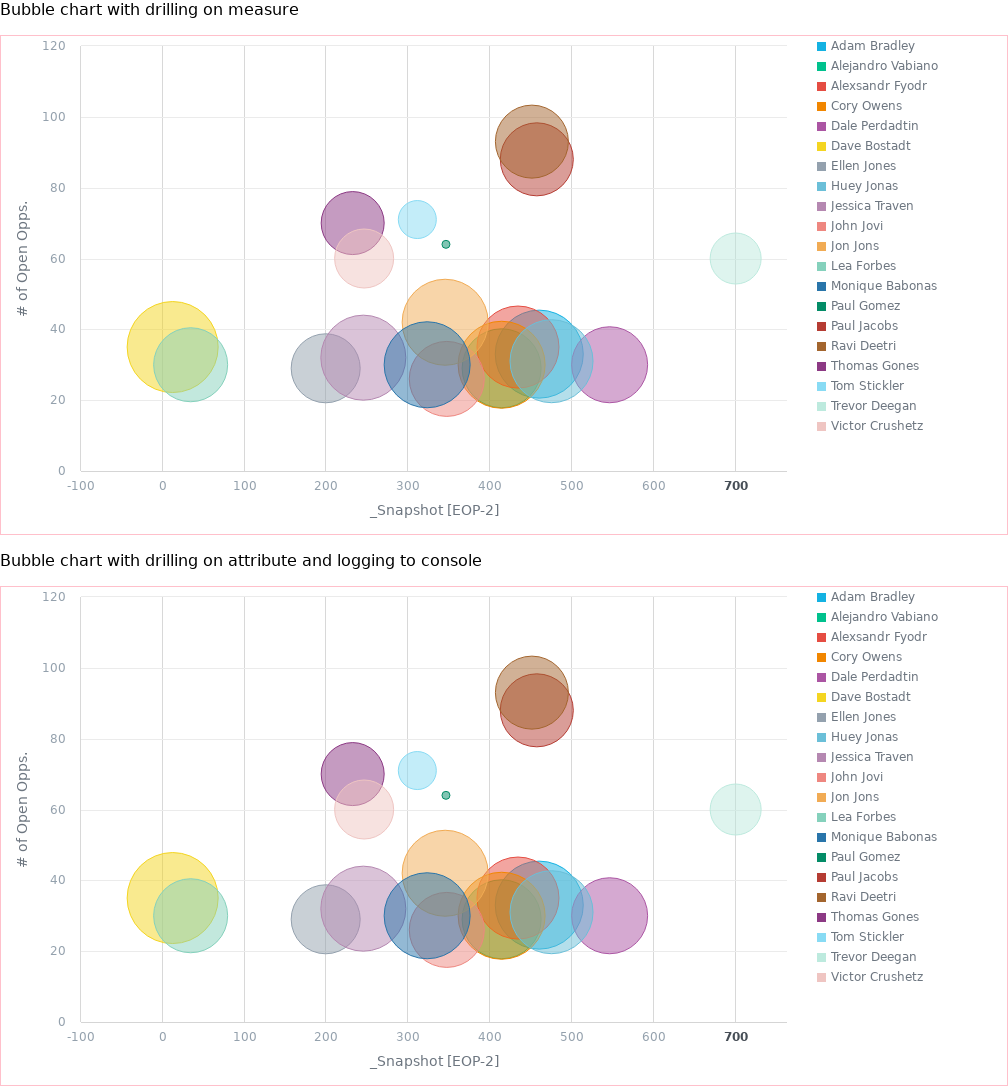 Bubble chart with drilling on measure
120
100
80
60
40
20
0
# of Open Opps.
-100 0 100 200 300 400 500 600 700
_Snapshot [EOP-2]
Adam Bradley
Alejandro Vabiano
Alexsandr Fyodr
Cory Owens
Dale Perdadtin
Dave Bostadt
Ellen Jones
Huey Jonas
Jessica Traven
John Jovi
Jon Jons
Lea Forbes
Monique Babonas
Paul Gomez
Paul Jacobs
Ravi Deetri
Thomas Gones
Tom Stickler
Trevor Deegan
Victor Crushetz
Bubble chart with drilling on attribute and logging to console
120
100
80
60
40
20
0
# of Open Opps.
-100 0 100 200 300 400 500 600 700
_Snapshot [EOP-2]
Adam Bradley
Alejandro Vabiano
Alexsandr Fyodr
Cory Owens
Dale Perdadtin
Dave Bostadt
Ellen Jones
Huey Jonas
Jessica Traven
John Jovi
Jon Jons
Lea Forbes
Monique Babonas
Paul Gomez
Paul Jacobs
Ravi Deetri
Thomas Gones
Tom Stickler
Trevor Deegan
Victor Crushetz